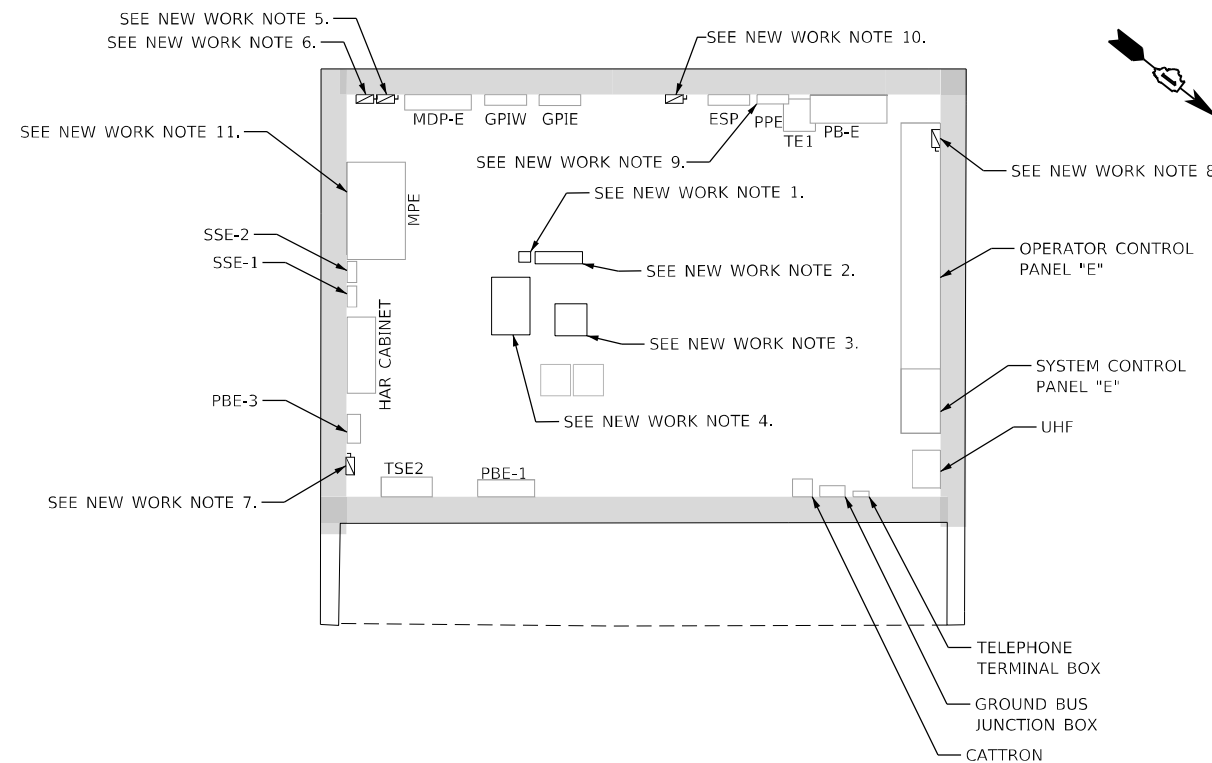 SEE NEW WORK NOTE 5.
SEE NEW WORK NOTE 6.
SEE NEW WORK NOTE 10.
MDP-E
GPIW
GPIE
ESP
PPE
TE1
PB-E
SEE NEW WORK NOTE 11.
SEE NEW WORK NOTE 9.
SEE NEW WORK NOTE 8
SEE NEW WORK NOTE 1.
MPE
SSE-2
SSE-1
OPERATOR CONTROL
PANEL "E"
SEE NEW WORK NOTE 2.
SEE NEW WORK NOTE 3.
HAR CABINET
SYSTEM CONTROL
PANEL "E"
PBE-3
SEE NEW WORK NOTE 4.
UHF
TSE2
PBE-1
SEE NEW WORK NOTE 7.
TELEPHONE
TERMINAL BOX
GROUND BUS
JUNCTION BOX
CATTRON